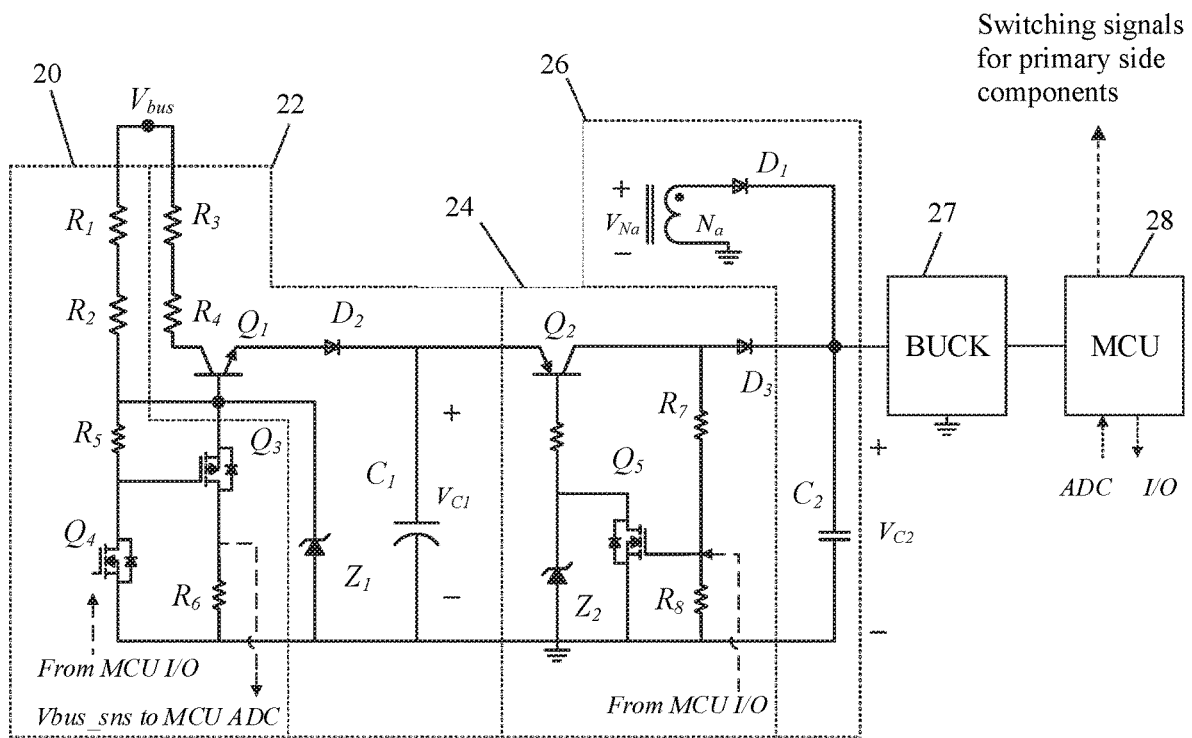 Switching signals
for primary side
components
20
V_bus
22
26
24
27
28
D_1
+
V_Na
−
N_a
R_1
R_3
R_2
R_4
Q_1
D_2
Q_2
D_3
BUCK
MCU
R_5
Q_3
+
R_7
Q_5
C_1
V_C1
C_2
+
V_C2
ADC
I/O
Q_4
Z_1
R_6
−
Z_2
R_8
−
From MCU I/O
Vbus_sns to MCU ADC
From MCU I/O